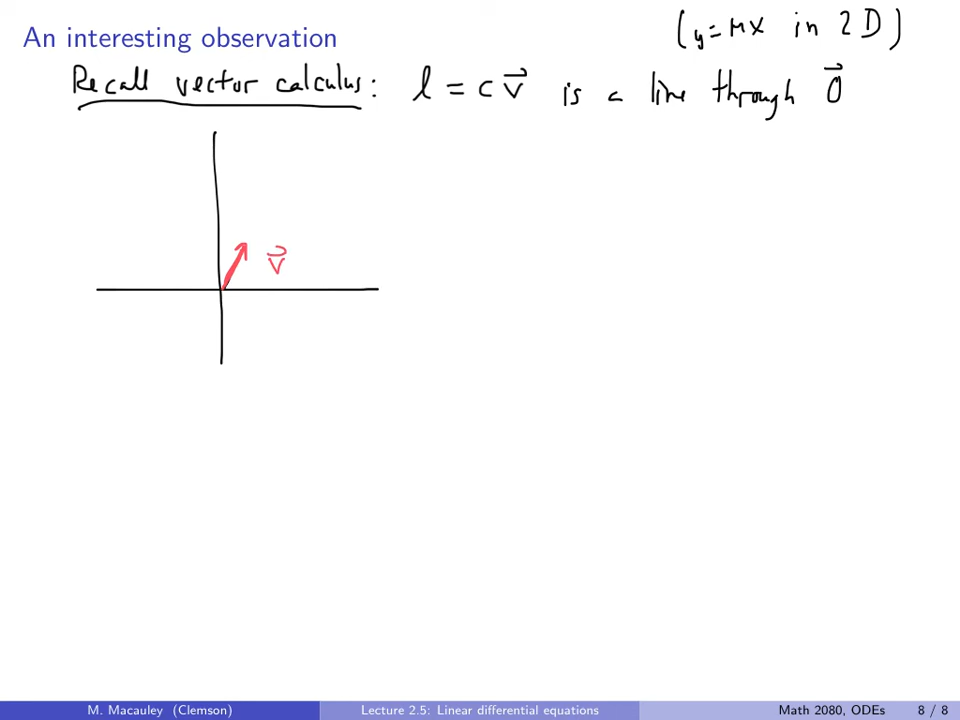 An interesting observation
(y=mx in 2D)
Recall vector calculus: l = c v⃗ is a line through 0⃗
v⃗
M. Macauley (Clemson) Lecture 2.5: Linear differential equations Math 2080, ODEs 8 / 8